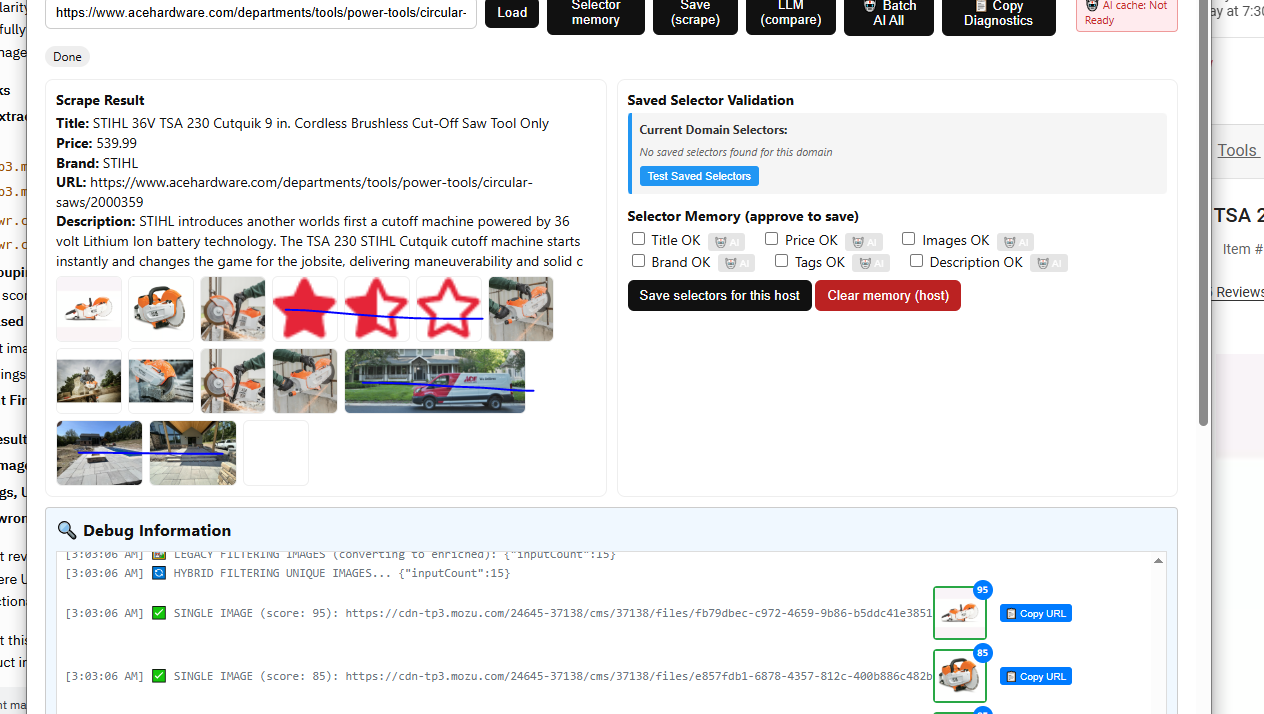 https://www.acehardware.com/departments/tools/power-tools/circular-
Load
Selector
memory
Save
(scrape)
LLM
(compare)
Batch
AI All
Copy
Diagnostics
AI cache: Not
Ready
Done
Scrape Result
Title: STIHL 36V TSA 230 Cutquik 9 in. Cordless Brushless Cut-Off Saw Tool Only
Price: 539.99
Brand: STIHL
URL: https://www.acehardware.com/departments/tools/power-tools/circular-
saws/2000359
Description: STIHL introduces another worlds first a cutoff machine powered by 36
volt Lithium Ion battery technology. The TSA 230 STIHL Cutquik cutoff machine starts
instantly and changes the game for the jobsite, delivering maneuverability and solid c
Saved Selector Validation
Current Domain Selectors:
No saved selectors found for this domain
Test Saved Selectors
Selector Memory (approve to save)
Title OK AI Price OK AI Images OK AI
Brand OK AI Tags OK AI Description OK AI
Save selectors for this host
Clear memory (host)
Debug Information
[3:03:06 AM] LEGACY FILTERING IMAGES (converting to enriched): {"inputCount":15}
[3:03:06 AM] HYBRID FILTERING UNIQUE IMAGES... {"inputCount":15}
[3:03:06 AM] SINGLE IMAGE (score: 95): https://cdn-tp3.mozu.com/24645-37138/cms/37138/files/fb79dbec-c972-4659-9b86-b5ddc41e3851
95
Copy URL
[3:03:06 AM] SINGLE IMAGE (score: 85): https://cdn-tp3.mozu.com/24645-37138/cms/37138/files/e857fdb1-6878-4357-812c-400b886c482b
85
Copy URL
Tools
TSA 2
Item #
Reviews